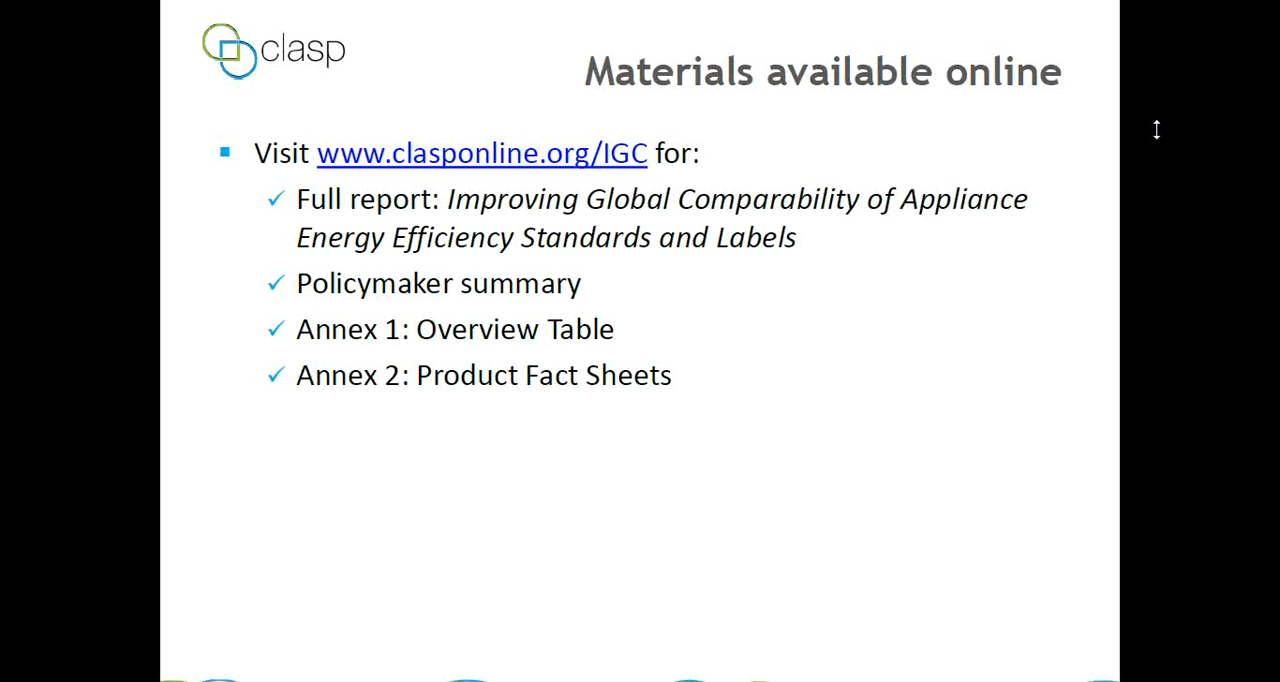 clasp
Materials available online
Visit www.clasponline.org/IGC for:
Full report: Improving Global Comparability of Appliance
Energy Efficiency Standards and Labels
Policymaker summary
Annex 1: Overview Table
Annex 2: Product Fact Sheets